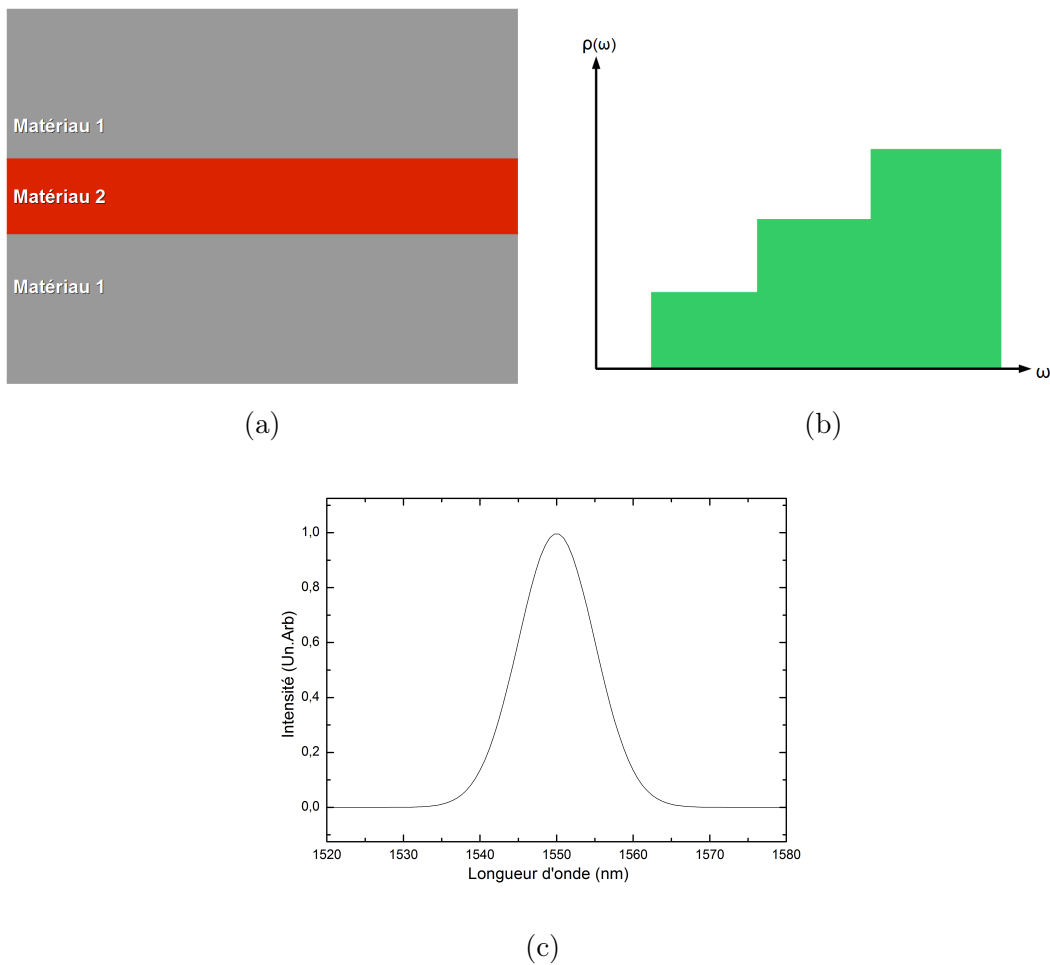 Matériau 1
Matériau 2
Matériau 1
(a)
ρ(ω)
ω
(b)
Intensité (Un.Arb)
1,0
0,8
0,6
0,4
0,2
0,0
1520 1530 1540 1550 1560 1570 1580
Longueur d'onde (nm)
(c)